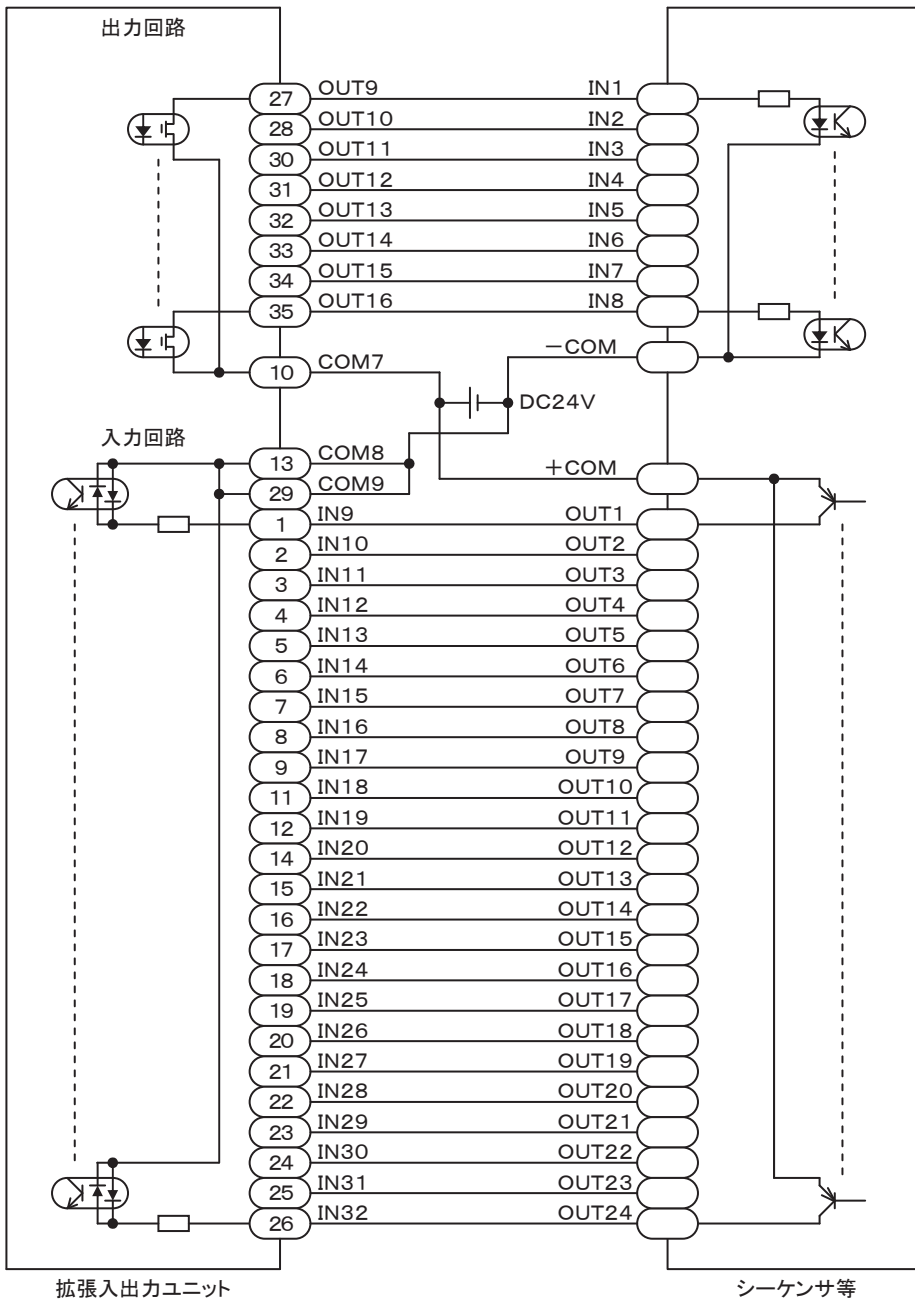 出力回路
27 OUT9 IN1
28 OUT10 IN2
30 OUT11 IN3
31 OUT12 IN4
32 OUT13 IN5
33 OUT14 IN6
34 OUT15 IN7
35 OUT16 IN8
－COM
10 COM7
DC24V
入力回路
13 COM8
＋COM
29 COM9
1 IN9 OUT1
2 IN10 OUT2
3 IN11 OUT3
4 IN12 OUT4
5 IN13 OUT5
6 IN14 OUT6
7 IN15 OUT7
8 IN16 OUT8
9 IN17 OUT9
11 IN18 OUT10
12 IN19 OUT11
14 IN20 OUT12
15 IN21 OUT13
16 IN22 OUT14
17 IN23 OUT15
18 IN24 OUT16
19 IN25 OUT17
20 IN26 OUT18
21 IN27 OUT19
22 IN28 OUT20
23 IN29 OUT21
24 IN30 OUT22
25 IN31 OUT23
26 IN32 OUT24
拡張入出力ユニット シーケンサ等